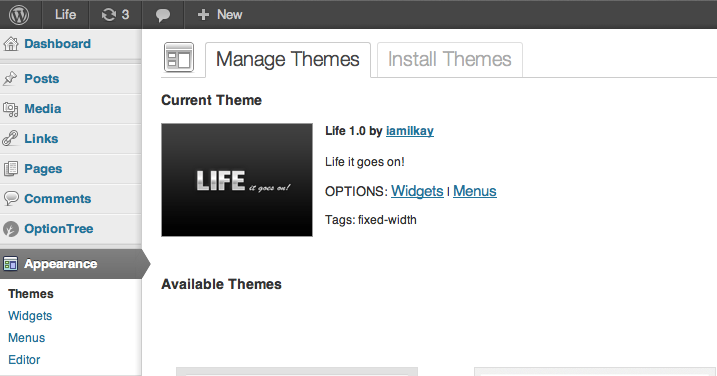 Life 3 New
Dashboard
Posts
Media
Links
Pages
Comments
OptionTree
Appearance
Themes
Widgets
Menus
Editor
Manage Themes Install Themes
Current Theme
LIFE it goes on!
Life 1.0 by iamilkay
Life it goes on!
OPTIONS: Widgets | Menus
Tags: fixed-width
Available Themes